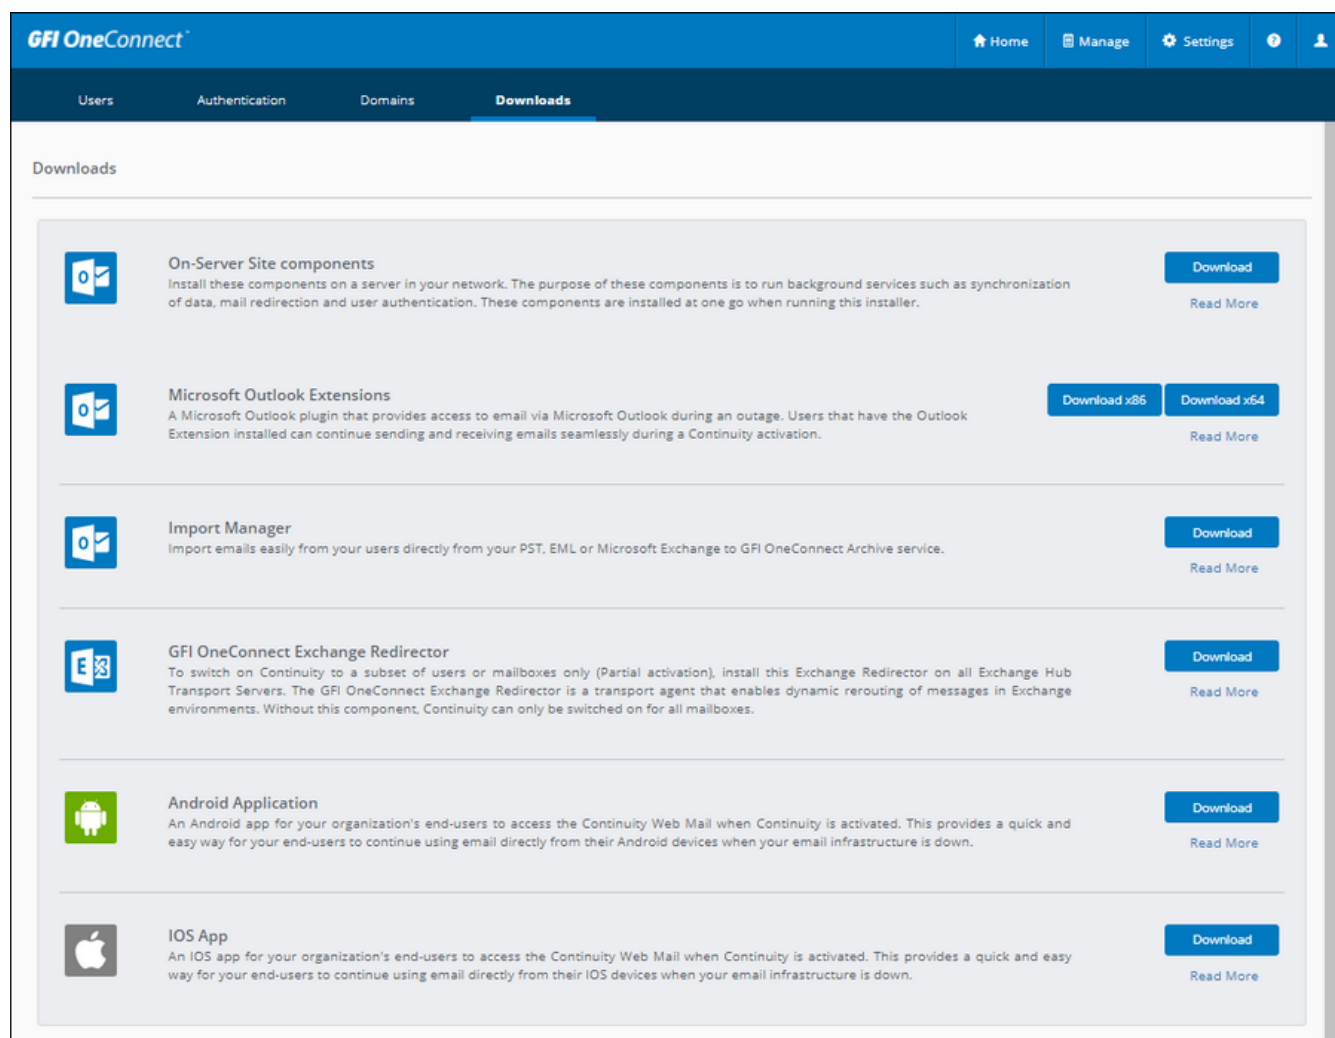 GFI OneConnect™
Home Manage Settings
Users Authentication Domains Downloads
Downloads
On-Server Site components
Install these components on a server in your network. The purpose of these components is to run background services such as synchronization
of data, mail redirection and user authentication. These components are installed at one go when running this installer.
Download
Read More
Microsoft Outlook Extensions
A Microsoft Outlook plugin that provides access to email via Microsoft Outlook during an outage. Users that have the Outlook
Extension installed can continue sending and receiving emails seamlessly during a Continuity activation.
Download x86 Download x64
Read More
Import Manager
Import emails easily from your users directly from your PST, EML or Microsoft Exchange to GFI OneConnect Archive service.
Download
Read More
GFI OneConnect Exchange Redirector
To switch on Continuity to a subset of users or mailboxes only (Partial activation), install this Exchange Redirector on all Exchange Hub
Transport Servers. The GFI OneConnect Exchange Redirector is a transport agent that enables dynamic rerouting of messages in Exchange
environments. Without this component, Continuity can only be switched on for all mailboxes.
Download
Read More
Android Application
An Android app for your organization's end-users to access the Continuity Web Mail when Continuity is activated. This provides a quick and
easy way for your end-users to continue using email directly from their Android devices when your email infrastructure is down.
Download
Read More
IOS App
An IOS app for your organization's end-users to access the Continuity Web Mail when Continuity is activated. This provides a quick and easy
way for your end-users to continue using email directly from their IOS devices when your email infrastructure is down.
Download
Read More